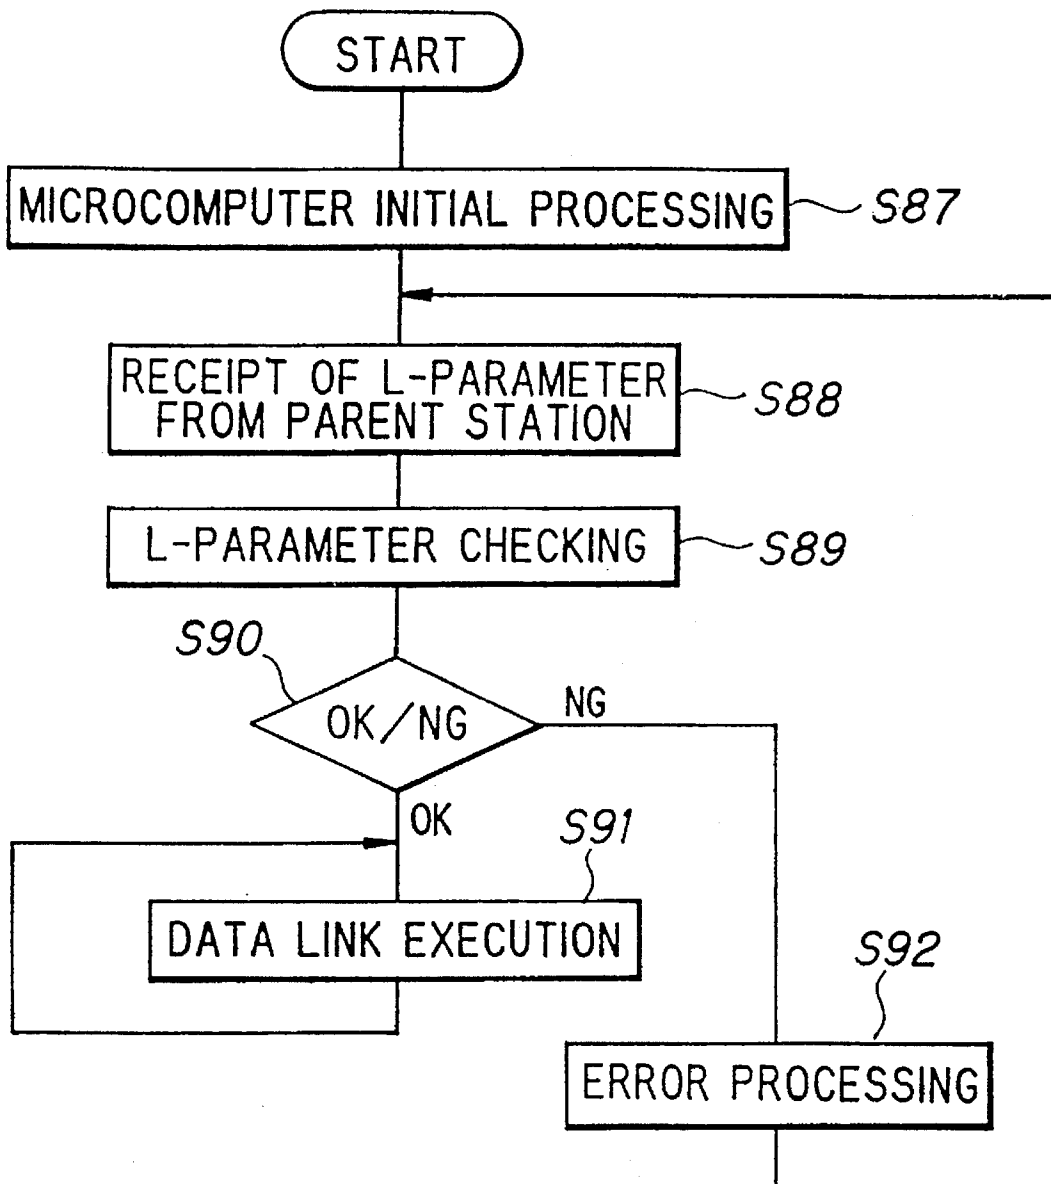 START
MICROCOMPUTER INITIAL PROCESSING
S87
RECEIPT OF L-PARAMETER
FROM PARENT STATION
S88
L-PARAMETER CHECKING
S89
S90
OK/NG
NG
OK
S91
DATA LINK EXECUTION
S92
ERROR PROCESSING